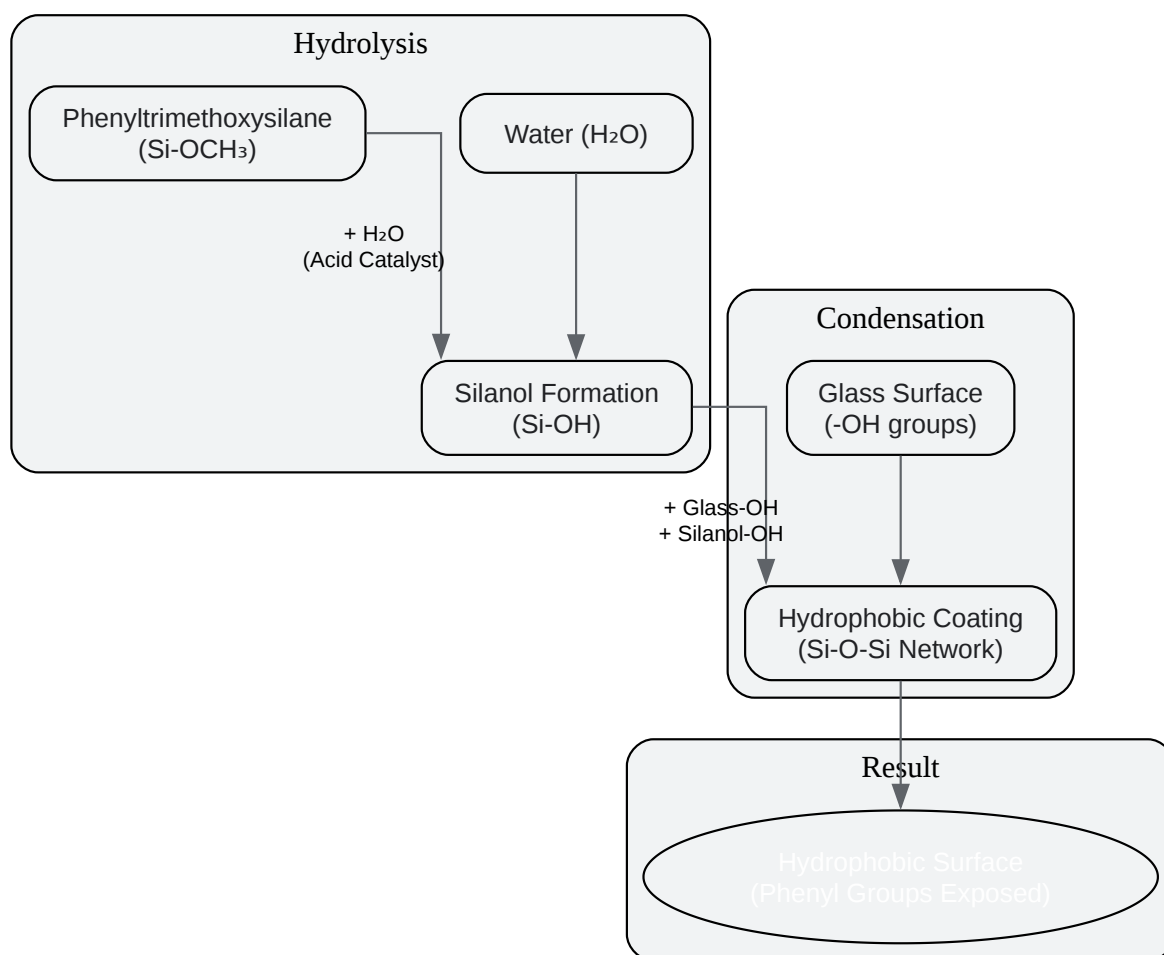 Hydrolysis
Phenyltrimethoxysilane
(Si-OCH₃)
Water (H₂O)
+ H₂O
(Acid Catalyst)
Silanol Formation
(Si-OH)
Condensation
Glass Surface
(-OH groups)
+ Glass-OH
+ Silanol-OH
Hydrophobic Coating
(Si-O-Si Network)
Result
Hydrophobic Surface
(Phenyl Groups Exposed)